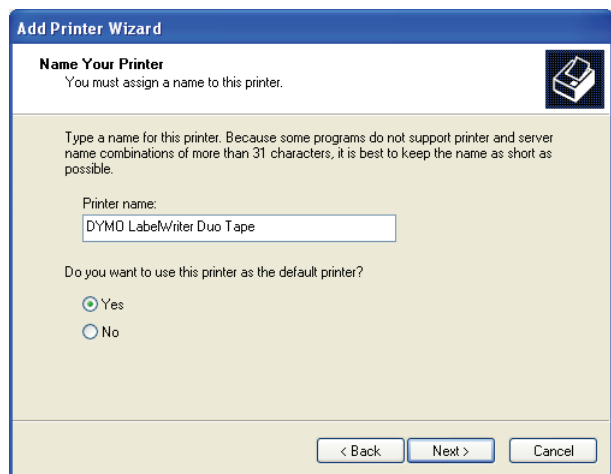 Add Printer Wizard
Name Your Printer
You must assign a name to this printer.
Type a name for this printer. Because some programs do not support printer and server
name combinations of more than 31 characters, it is best to keep the name as short as
possible.
Printer name:
DYMO LabelWriter Duo Tape
Do you want to use this printer as the default printer?
Yes
No
< Back
Next >
Cancel